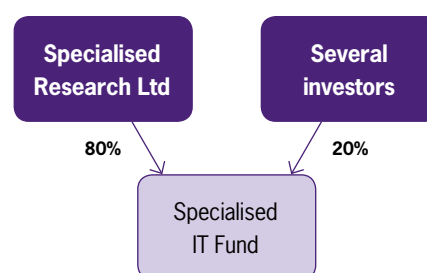 Specialised
Research Ltd
Several
investors
80%
20%
Specialised
IT Fund